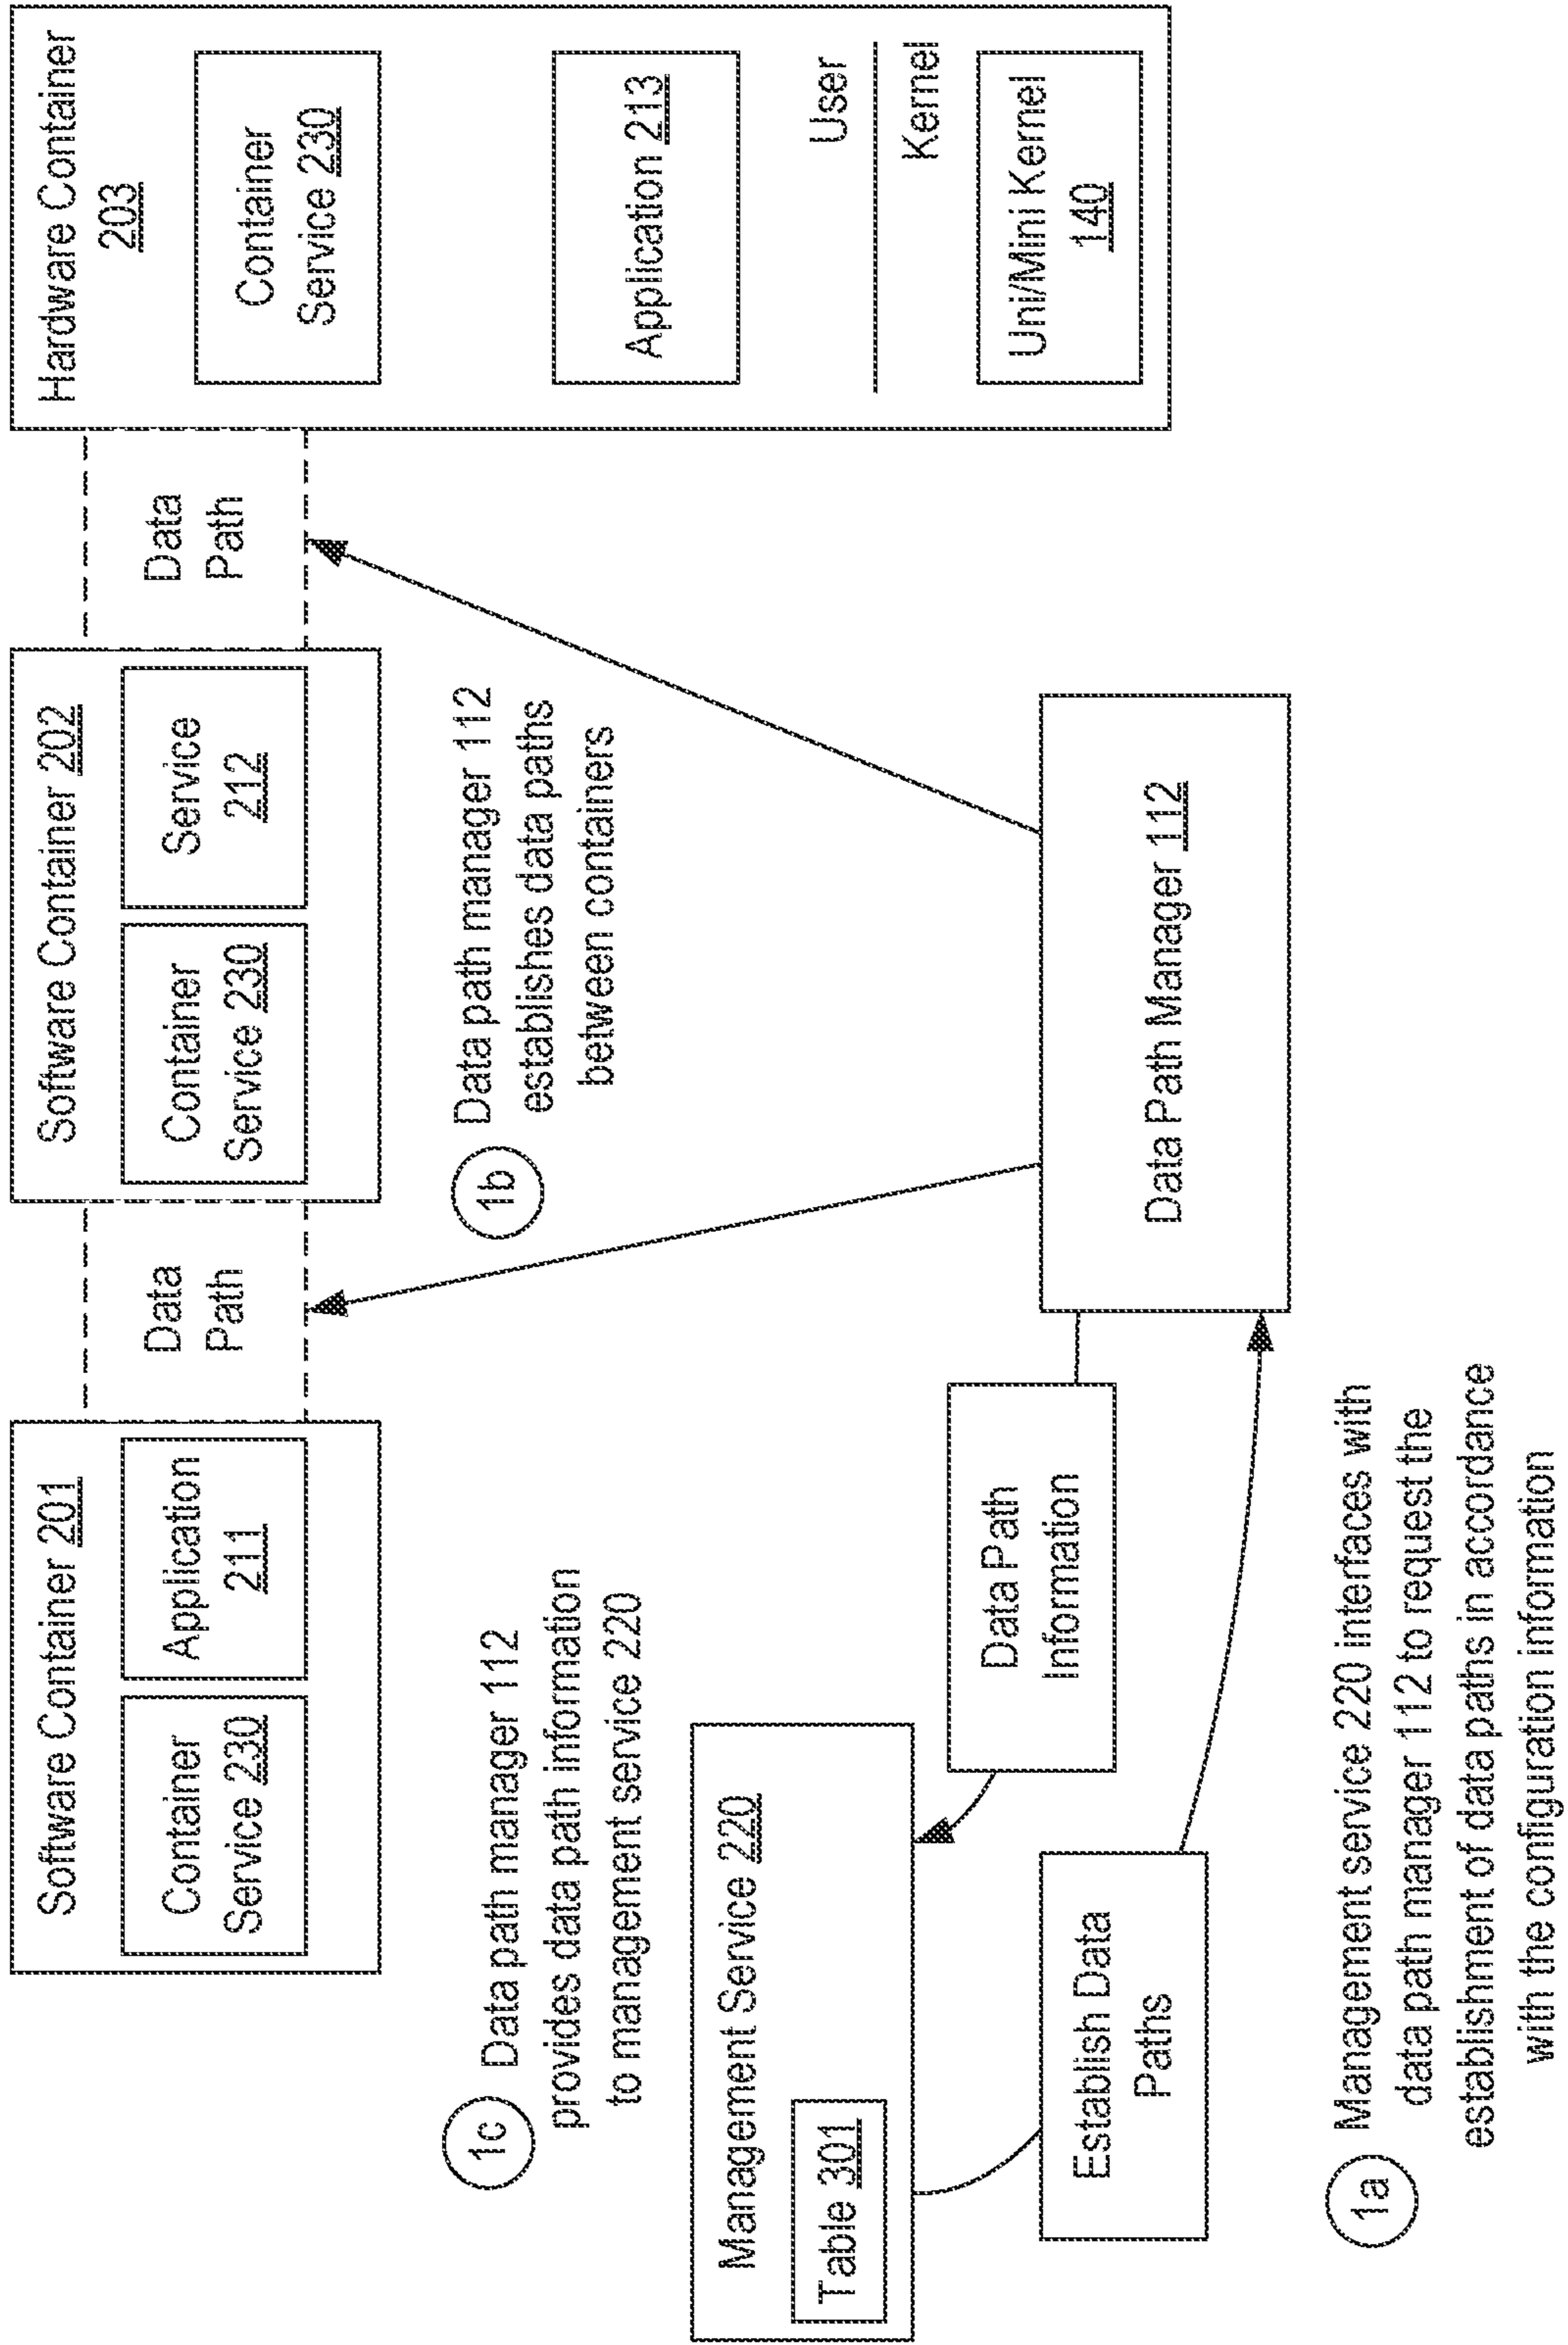 Software Container 201
Container
Service 230
Application
211
Data
Path
Software Container 202
Container
Service 230
Service
212
Data
Path
Hardware Container
203
Container
Service 230
Application 213
User
Kernel
Uni/Mini Kernel
140
1c
Data path manager 112
provides data path information
to management service 220
1b
Data path manager 112
establishes data paths
between containers
Management Service 220
Table 301
Data Path
Information
Establish Data
Paths
Data Path Manager 112
1a
Management service 220 interfaces with
data path manager 112 to request the
establishment of data paths in accordance
with the configuration information